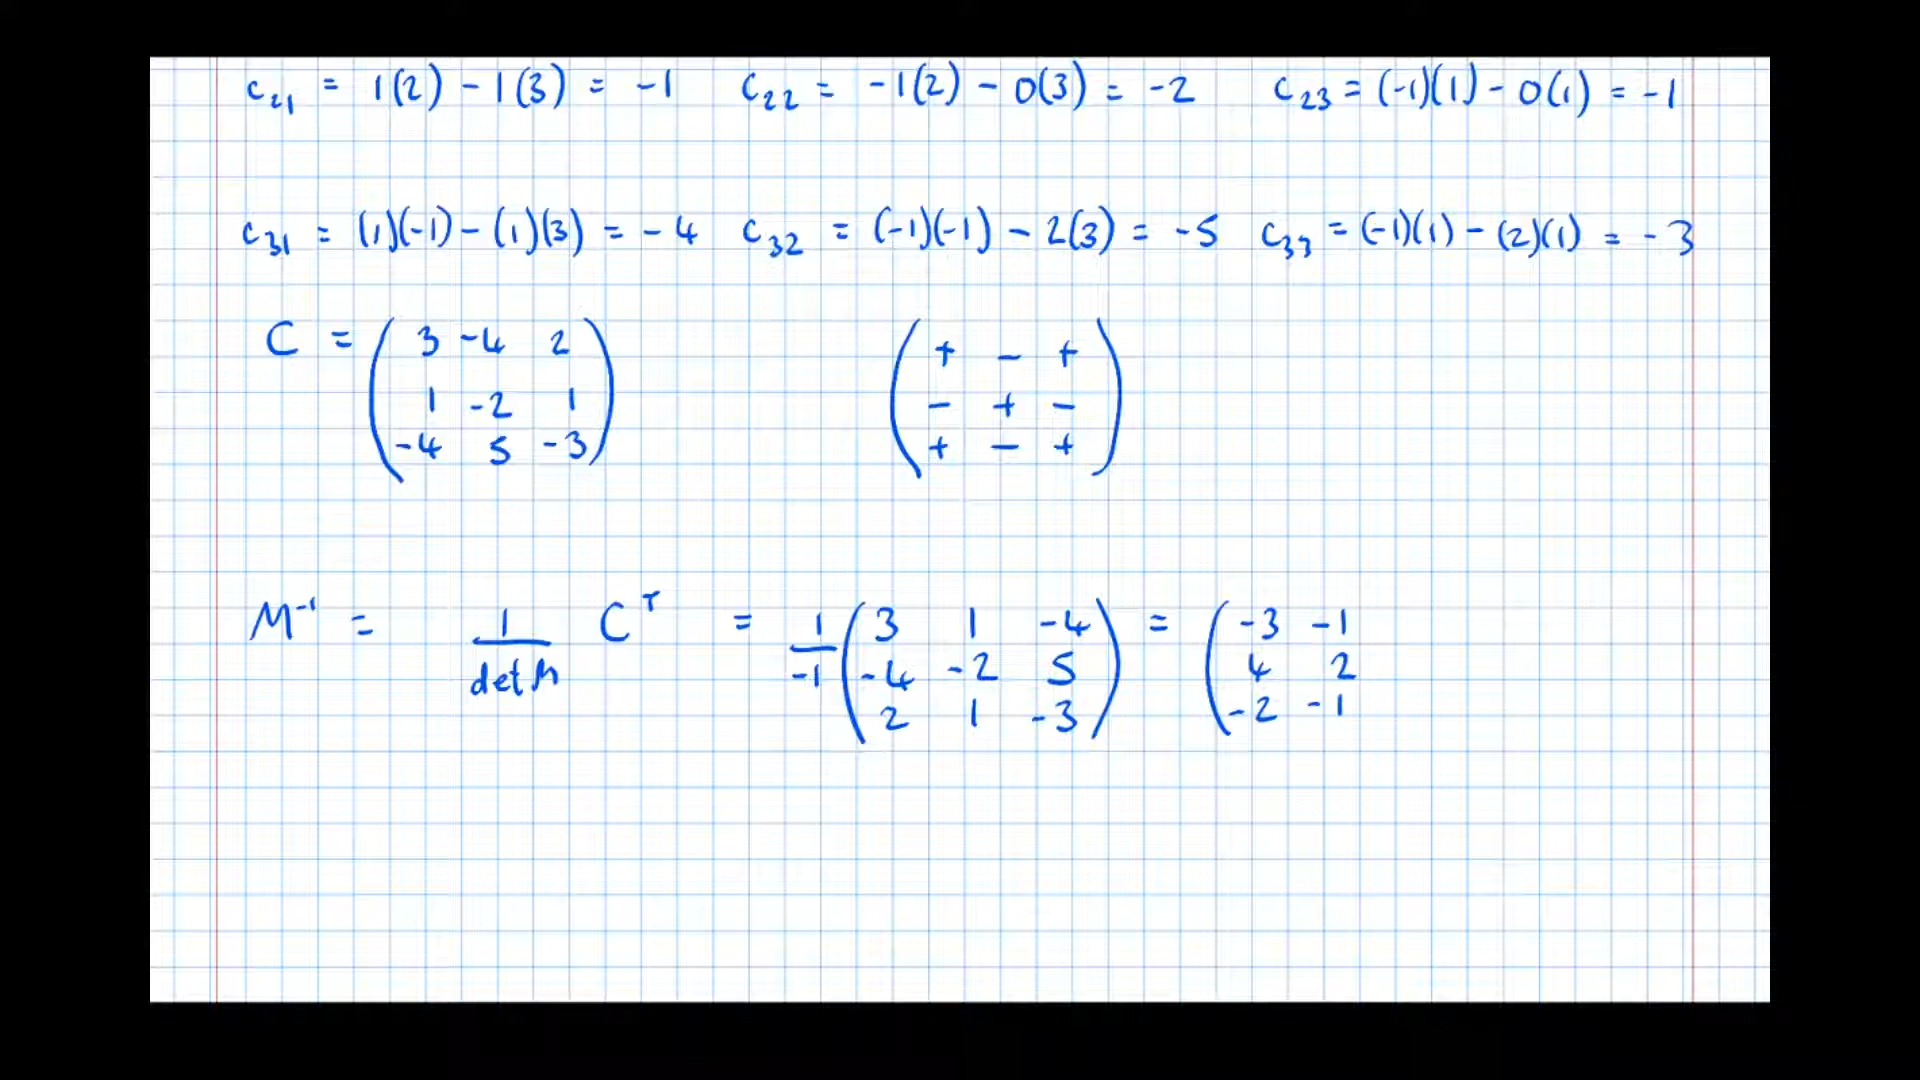 c₂₁ = 1(2) - 1(3) = -1 c₂₂ = -1(2) - 0(3) = -2 c₂₃ = (-1)(1) - 0(1) = -1
c₃₁ = (1)(-1) - (1)(3) = -4 c₃₂ = (-1)(-1) - 2(3) = -5 c₃₃ = (-1)(1) - (2)(1) = -3
C = ( 3 -4 2 ) ( + - + )
( 1 -2 1 ) ( - + - )
( -4 5 -3 ) ( + - + )
M⁻¹ = 1/det M Cᵀ = 1/-1 ( 3 1 -4 ) = ( -3 -1
( -4 -2 5 ) ( 4 2
( 2 1 -3 ) ( -2 -1